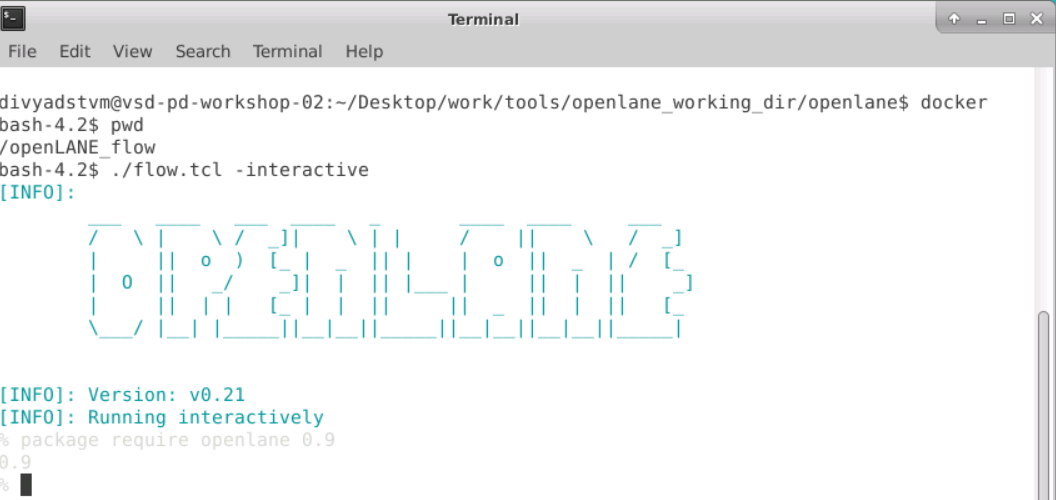 Terminal
File Edit View Search Terminal Help
divyadstvm@vsd-pd-workshop-02:~/Desktop/work/tools/openlane_working_dir/openlane$ docker
bash-4.2$ pwd
/openLANE_flow
bash-4.2$ ./flow.tcl -interactive
[INFO]:
OPENLANE
[INFO]: Version: v0.21
[INFO]: Running interactively
% package require openlane 0.9
0.9
%